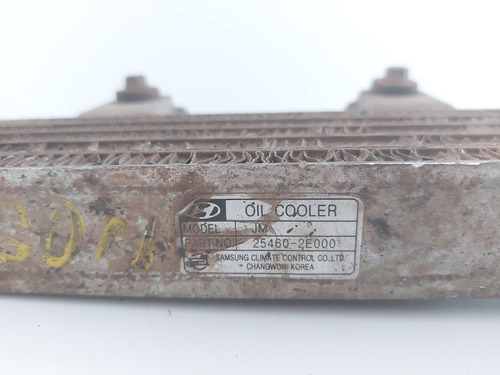 OIL COOLER
MODEL JM
PART NO 25460-2E000
SAMSUNG CLIMATE CONTROL CO.,LTD.
CHANGWON KOREA